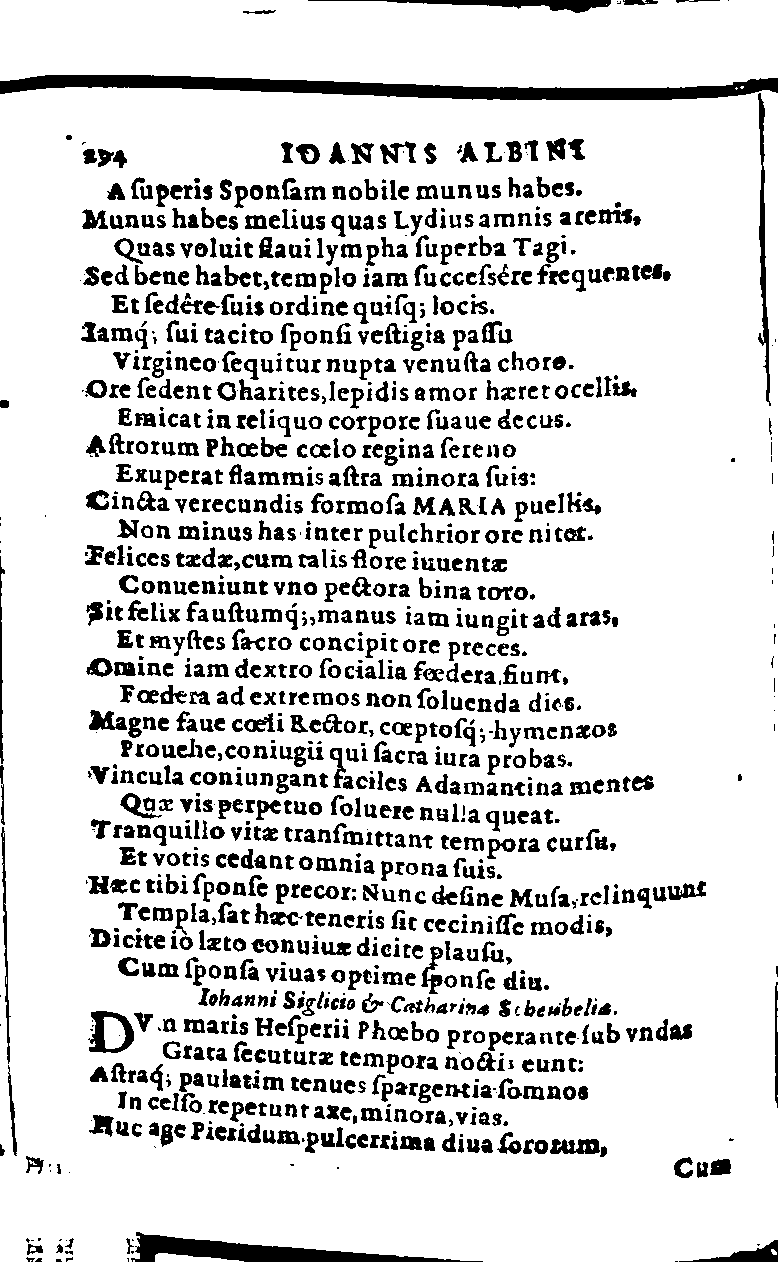 294 IOANNIS ALBINI
A ſuperis Sponſam nobile munus habes.
Munus habes melius quas Lydius amnis arenis,
Quas voluit flaui lympha ſuperba Tagi.
Sed bene habet, templo iam ſucceſsére frequentes,
Et ſedêre ſuis ordine quiſq; locis.
Iamq́; ſui tacito ſponſi veſtigia paſſu
Virgineo ſequitur nupta venuſta choro.
Ore ſedent Charites, lepidis amor hæret ocellis,
Emicat in reliquo corpore ſuaue decus.
Aſtrorum Phœbe cœlo regina ſereno
Exuperat flammis aſtra minora ſuis:
Cincta verecundis formoſa MARIA puellis,
Non minus has inter pulchrior ore nitet.
Felices tædæ, cum talis flore iuuentæ
Conueniunt vno pectora bina toro.
Sit felix fauſtumq́;, manus iam iungit ad aras,
Et myſtes ſacro concipit ore preces.
Omine iam dextro ſocialia fœdera fiunt,
Fœdera ad extremos non ſoluenda dies.
Magne faue cœli Rector, cœptoſq́; hymenæos
Prouehe, coniugii qui ſacra iura probas.
Vincula coniungant faciles Adamantina mentes
Quæ vis perpetuo ſoluere nulla queat.
Tranquillo vitæ tranſmittant tempora curſu,
Et votis cedant omnia prona ſuis.
Hæc tibi ſponſe precor: Nunc deſine Muſa, relinquunt
Templa, ſat hæc teneris ſit ceciniſſe modis,
Dicite iò læto conuiuæ dicite plauſu,
Cum ſponſa viuas optime ſponſe diu.
Iohanni Siglicio & Catharinæ Scheubeliæ.
DVm maris Heſperii Phœbo properante ſub vndas
Grata ſecuturæ tempora noctis eunt:
Aſtraq́; paulatim tenues ſpargentia ſomnos
In celſo repetunt axe, minora, vias.
Huc age Pieridum pulcerrima diua ſororum,
Cum